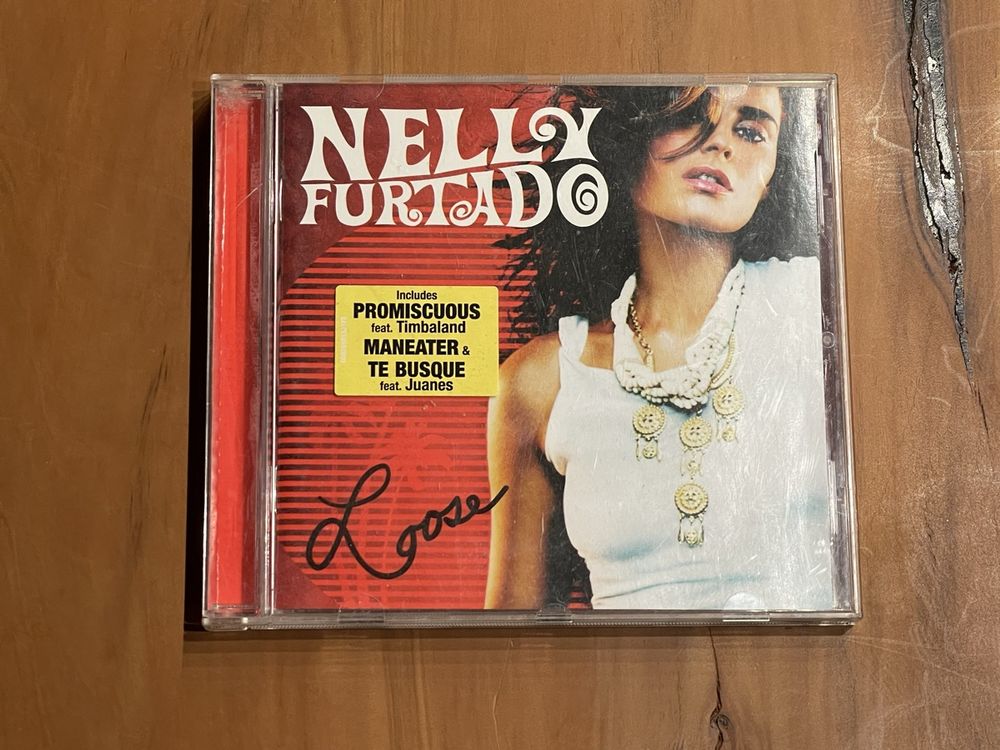 NELLY
FURTADO
Includes
PROMISCUOUS
feat. Timbaland
MANEATER &
TE BUSQUE
feat. Juanes
Loose